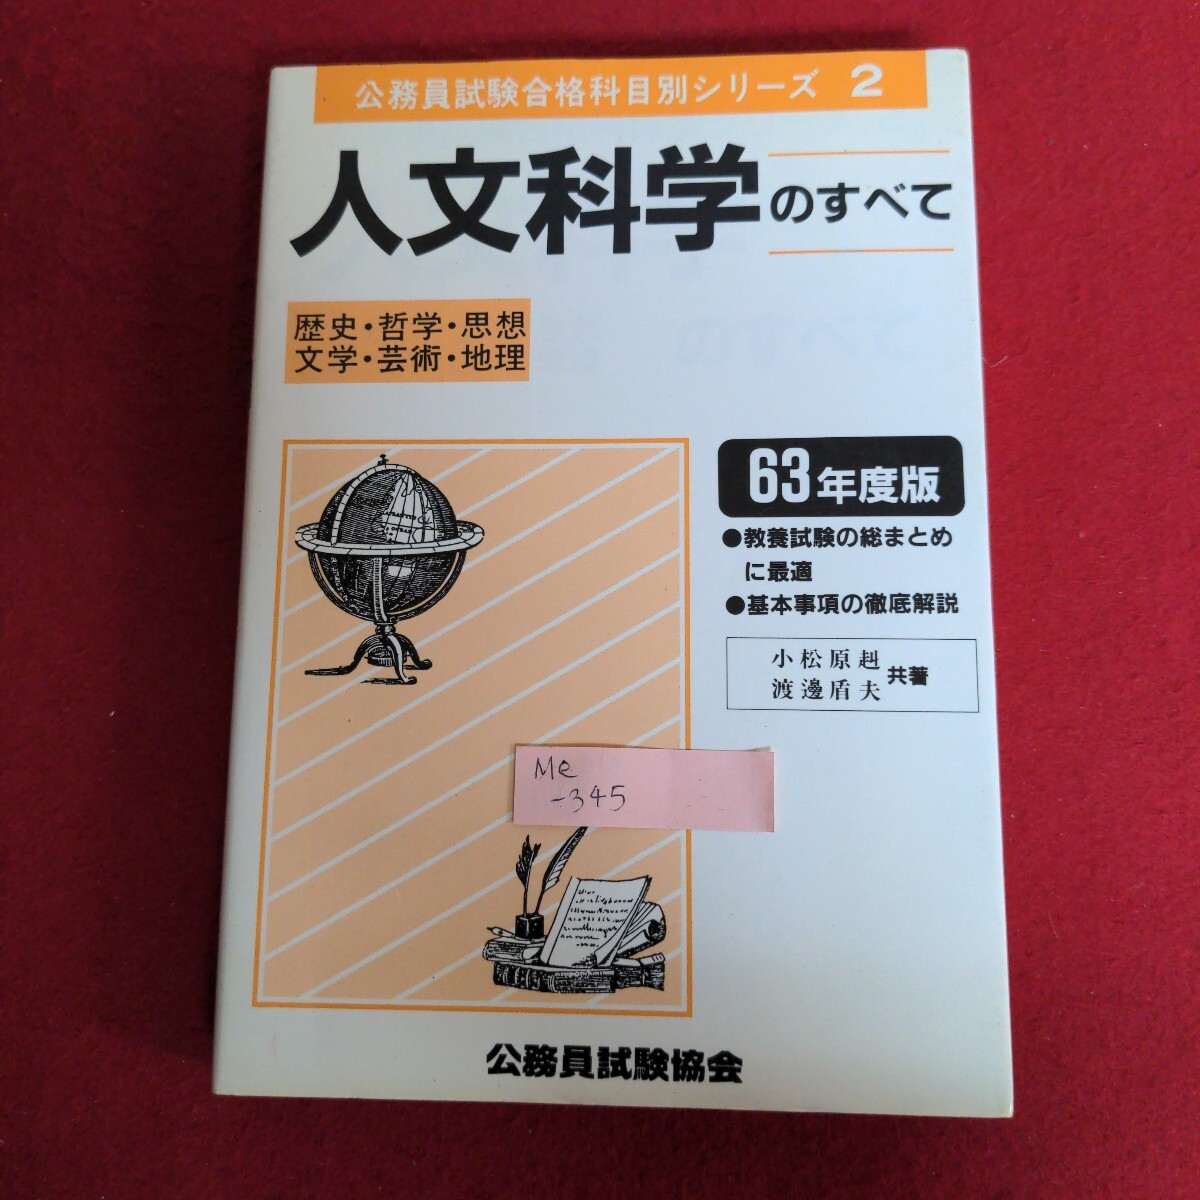 公務員試験合格科目別シリーズ 2
人文科学のすべて
歴史・哲学・思想
文学・芸術・地理
63年度版
●教養試験の総まとめ
に最適
●基本事項の徹底解説
小松原赳
渡邊盾夫
共著
Me
-345
公務員試験協会